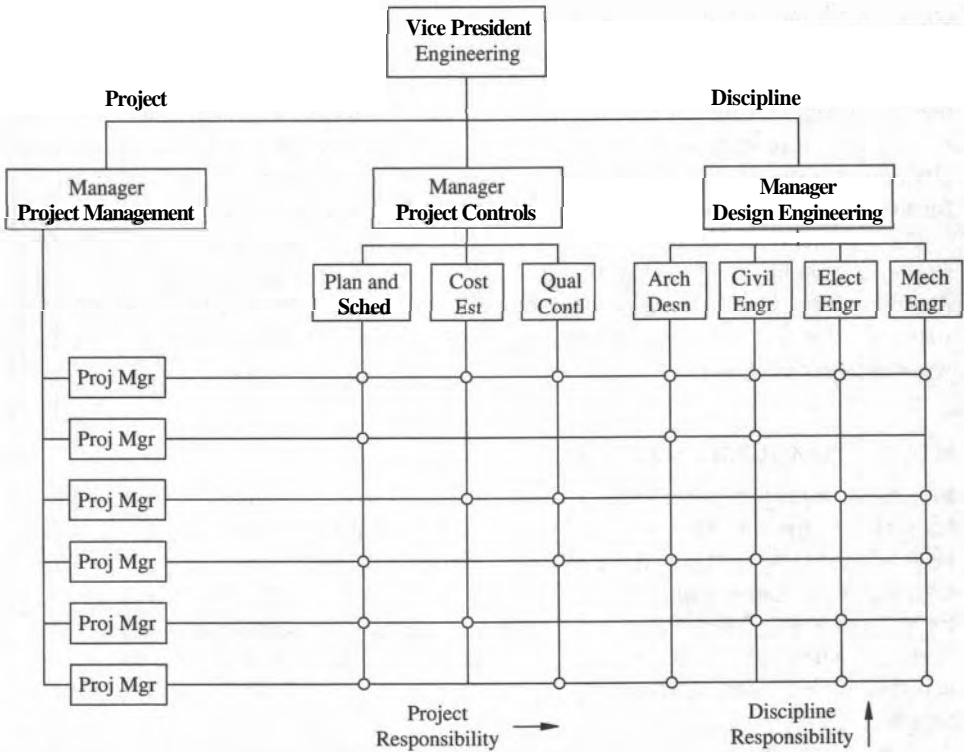 Vice President
Engineering
Project
Discipline
Manager
Project Management
Manager
Project Controls
Manager
Design Engineering
Plan and
Sched
Cost
Est
Qual
Contl
Arch
Desn
Civil
Engr
Elect
Engr
Mech
Engr
Proj Mgr
Proj Mgr
Proj Mgr
Proj Mgr
Proj Mgr
Proj Mgr
Project
Responsibility
Discipline
Responsibility